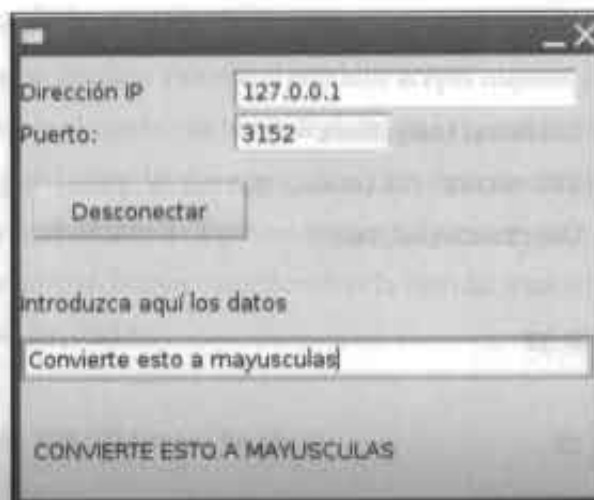 Dirección IP 127.0.0.1
Puerto: 3152
Desconectar
Introduzca aquí los datos
Convierte esto a mayusculas
CONVIERTE ESTO A MAYUSCULAS